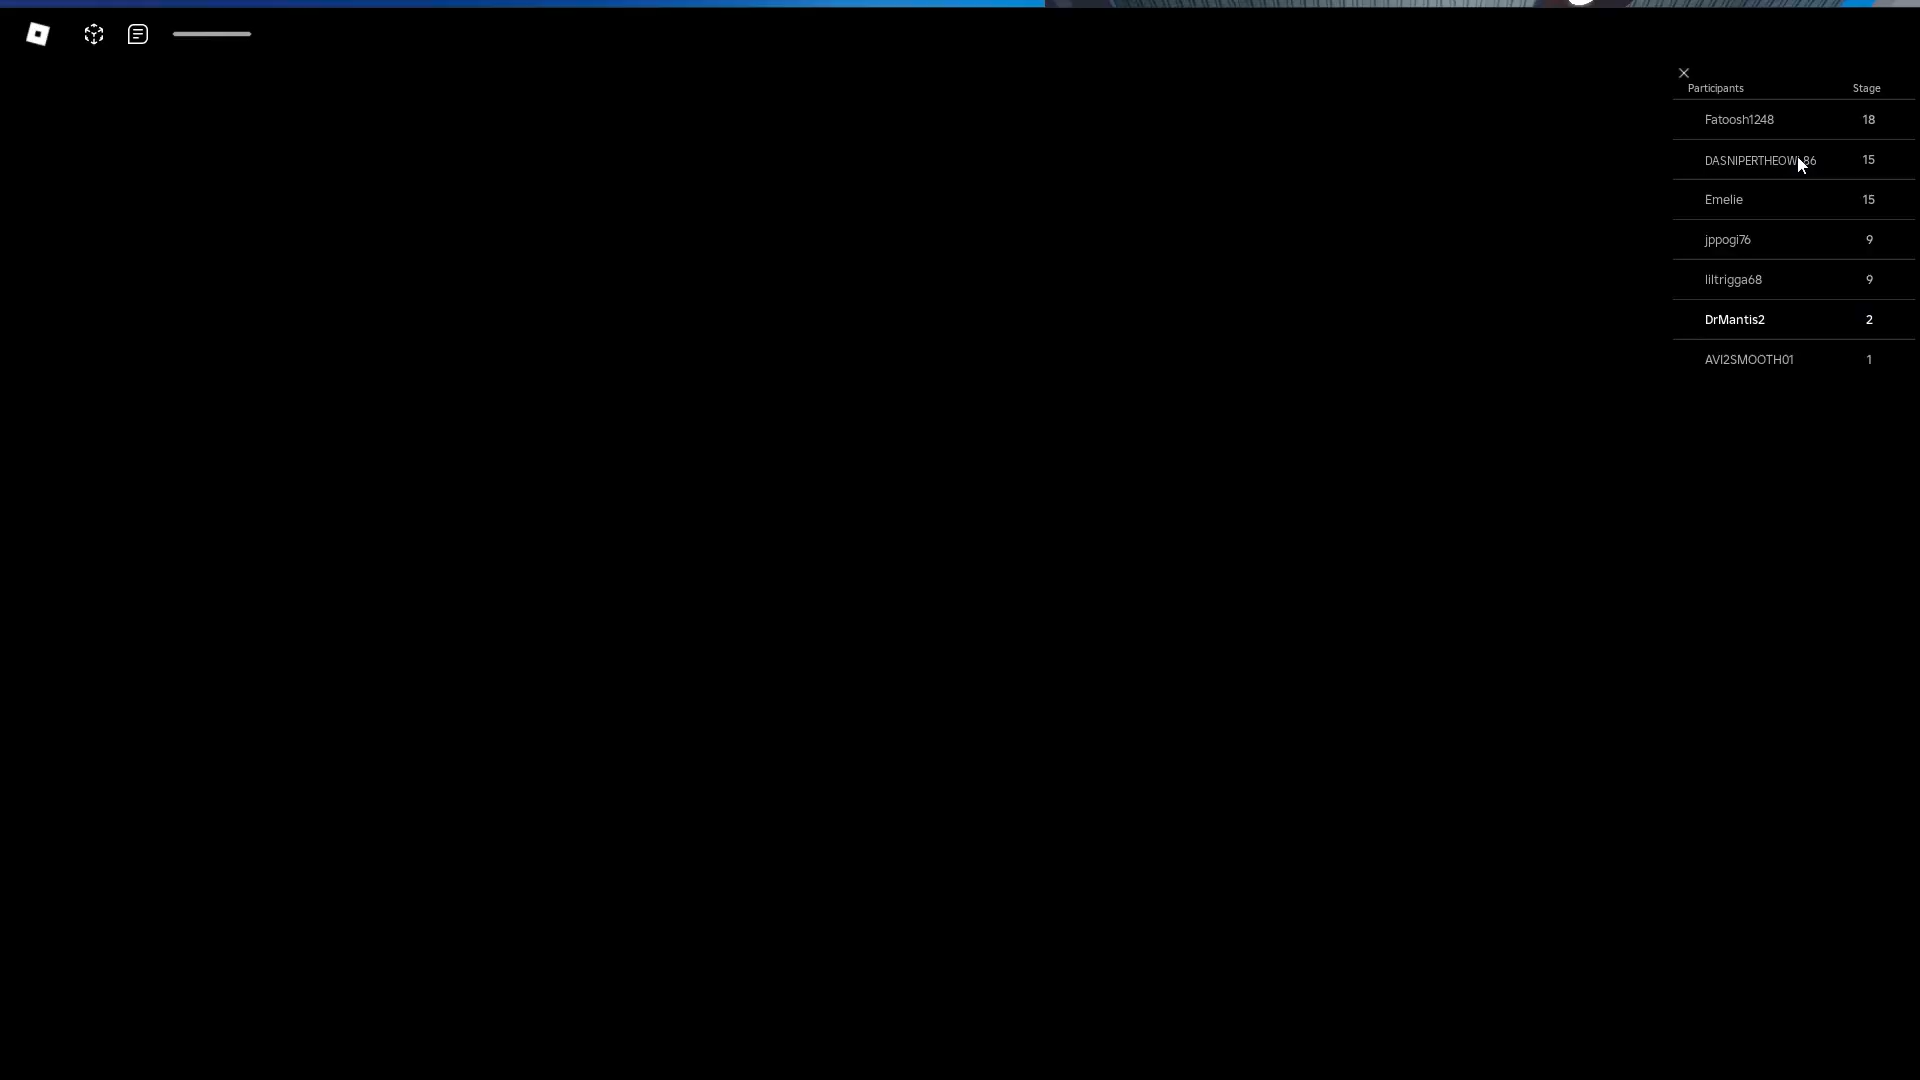 Participants Stage
Fatoosh1248 18
15
Emelie 15
jppogi76 9
liltrigga68 9
DrMantis2 2
AVI2SMOOTH01 1